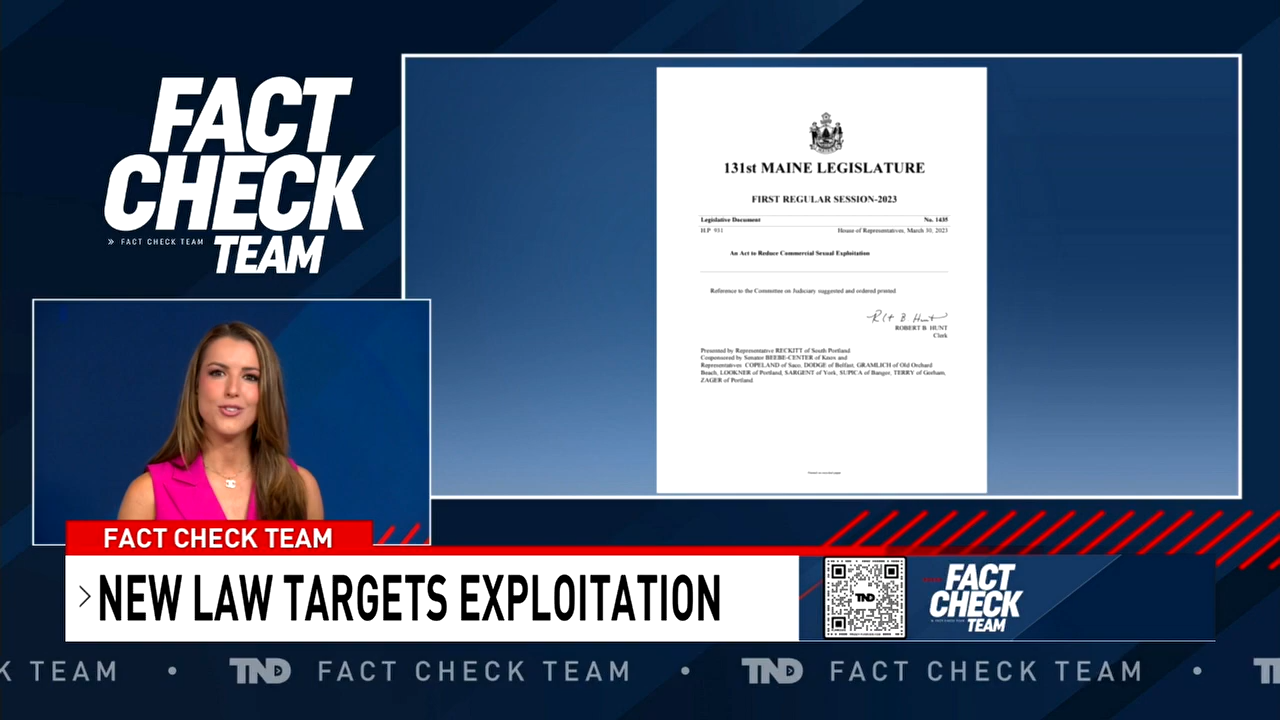 FACT
CHECK
» FACT CHECK TEAM
TEAM
131st MAINE LEGISLATURE
FIRST REGULAR SESSION-2023
Legislative Document No. 1435
H.P. 931 House of Representatives, March 30, 2023
An Act to Reduce Commercial Sexual Exploitation
Reference to the Committee on Judiciary suggested and ordered printed.
ROBERT B. HUNT
Clerk
Presented by Representative RECKITT of South Portland.
Cosponsored by Senator BEEBE-CENTER of Knox and
Representatives: COPELAND of Saco, DODGE of Belfast, GRAMLICH of Old Orchard
Beach, LOOKNER of Portland, SARGENT of York, SUPICA of Bangor, TERRY of Gorham,
ZAGER of Portland.
FACT CHECK TEAM
NEW LAW TARGETS EXPLOITATION
TND
FACT
CHECK
TEAM
K TEAM • TND FACT CHECK TEAM • TND FACT CHECK TEAM •